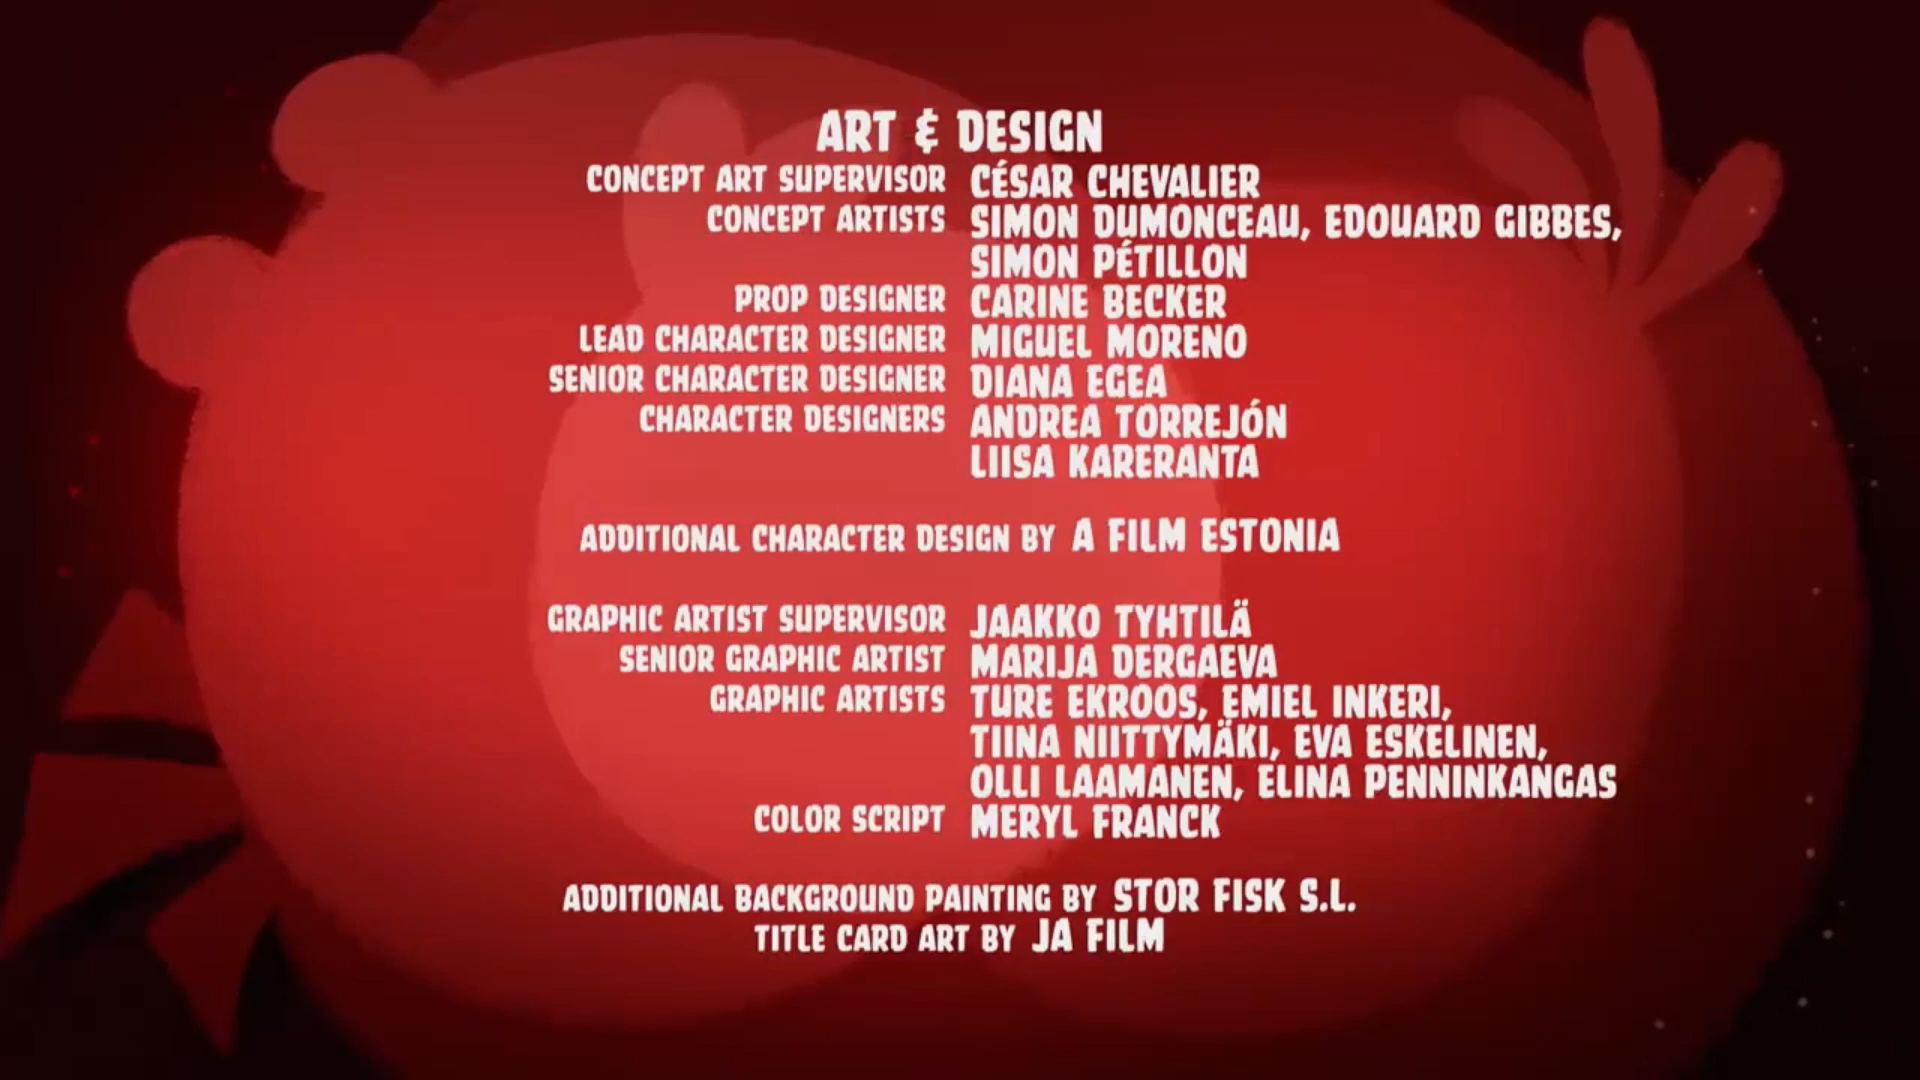 ART & DESIGN
CONCEPT ART SUPERVISOR CÉSAR CHEVALIER
CONCEPT ARTISTS SIMON DUMONCEAU, EDOUARD GIBBES,
SIMON PÉTILLON
PROP DESIGNER CARINE BECKER
LEAD CHARACTER DESIGNER MIGUEL MORENO
SENIOR CHARACTER DESIGNER DIANA EGEA
CHARACTER DESIGNERS ANDREA TORREJÓN
LIISA KARERANTA
ADDITIONAL CHARACTER DESIGN BY A FILM ESTONIA
GRAPHIC ARTIST SUPERVISOR JAAKKO TYHTILÄ
SENIOR GRAPHIC ARTIST MARIJA DERGAEVA
GRAPHIC ARTISTS TURE EKROOS, EMIEL INKERI,
TIINA NIITTYMÄKI, EVA ESKELINEN,
OLLI LAAMANEN, ELINA PENNINKANGAS
COLOR SCRIPT MERYL FRANCK
ADDITIONAL BACKGROUND PAINTING BY STOR FISK S.L.
TITLE CARD ART BY JA FILM